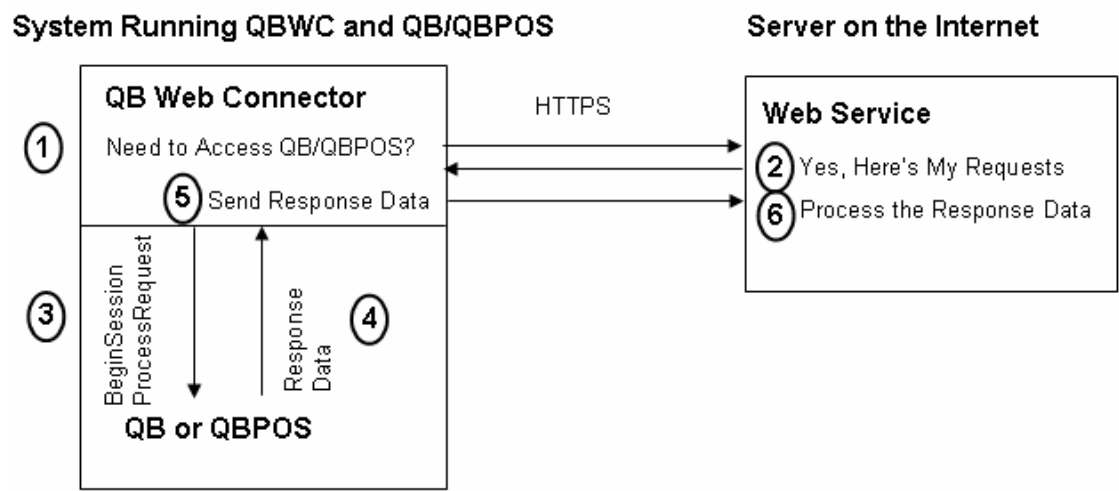 System Running QBWC and QB/QBPOS
Server on the Internet
QB Web Connector
HTTPS
Web Service
1
Need to Access QB/QBPOS?
2 Yes, Here's My Requests
5 Send Response Data
6 Process the Response Data
3
BeginSession
ProcessRequest
Response
Data
4
QB or QBPOS